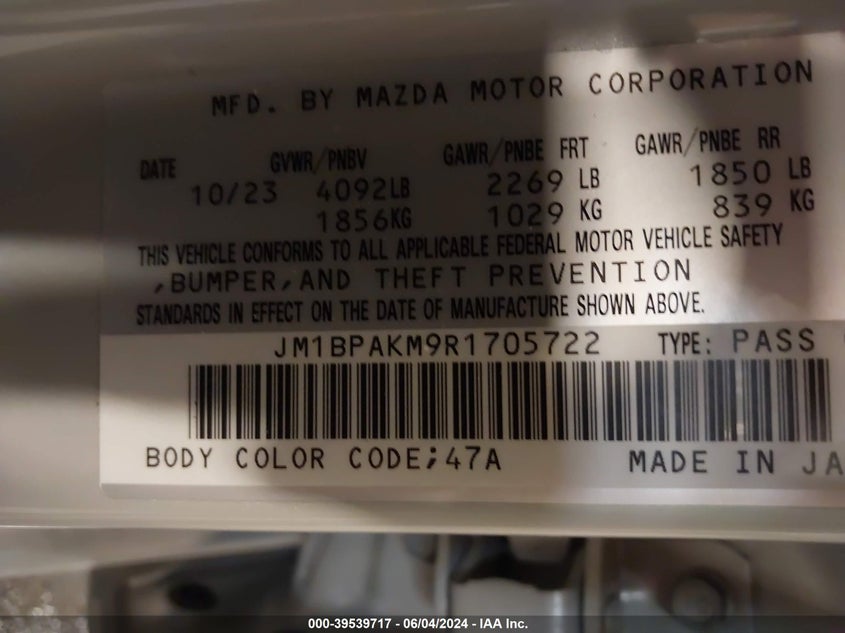 MFD. BY MAZDA MOTOR CORPORATION
DATE GVWR/PNBV GAWR/PNBE FRT GAWR/PNBE RR
10/23 4092LB 2269 LB 1850 LB
1856KG 1029 KG 839 KG
THIS VEHICLE CONFORMS TO ALL APPLICABLE FEDERAL MOTOR VEHICLE SAFETY
,BUMPER,AND THEFT PREVENTION
STANDARDS IN EFFECT ON THE DATE OF MANUFACTURE SHOWN ABOVE.
JM1BPAKM9R1705722 TYPE: PASS
BODY COLOR CODE;47A MADE IN JA
000-39539717 - 06/04/2024 - IAA Inc.